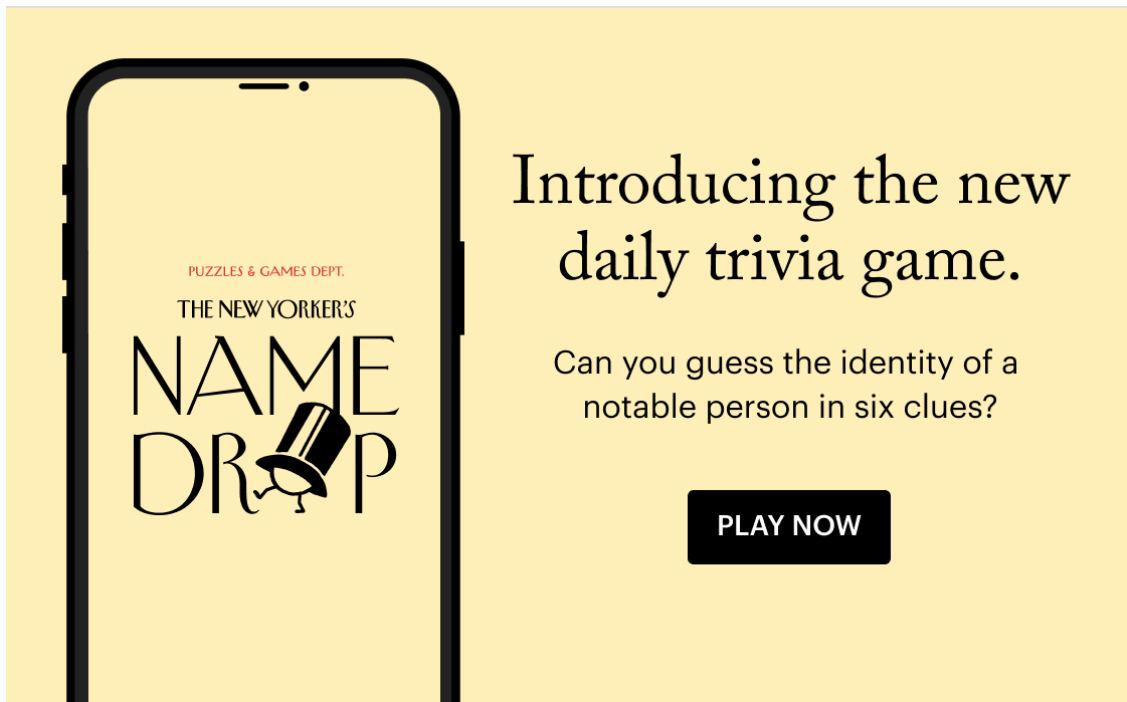 PUZZLES & GAMES DEPT.
THE NEW YORKER'S
NAME
DROP
Introducing the new
daily trivia game.
Can you guess the identity of a
notable person in six clues?
PLAY NOW